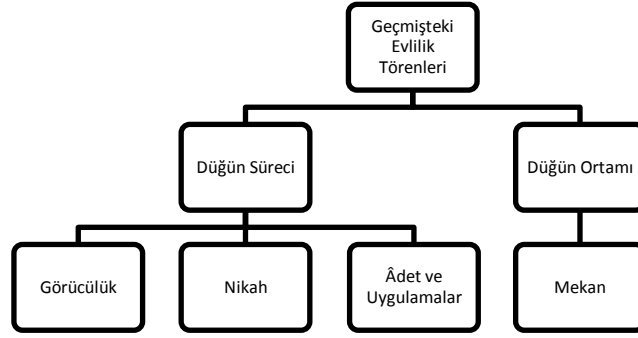 Geçmişteki
Evlilik
Törenleri
Düğün Süreci
Düğün Ortamı
Görücülük
Nikah
Âdet ve
Uygulamalar
Mekan